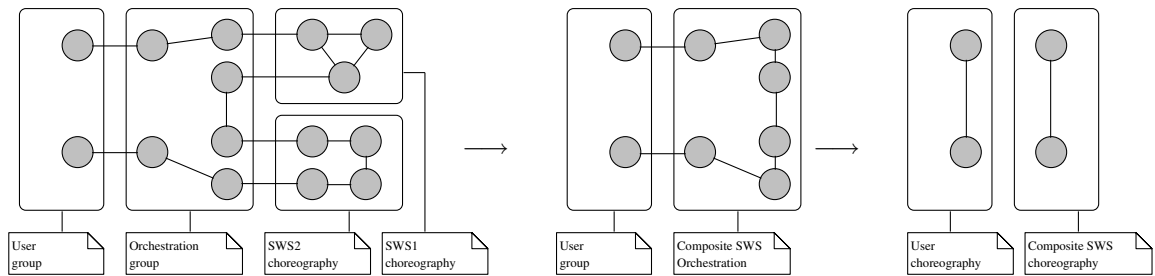 User
group
Orchestration
group
SWS2
choreography
SWS1
choreography
User
group
Composite SWS
Orchestration
User
choreography
Composite SWS
choreography